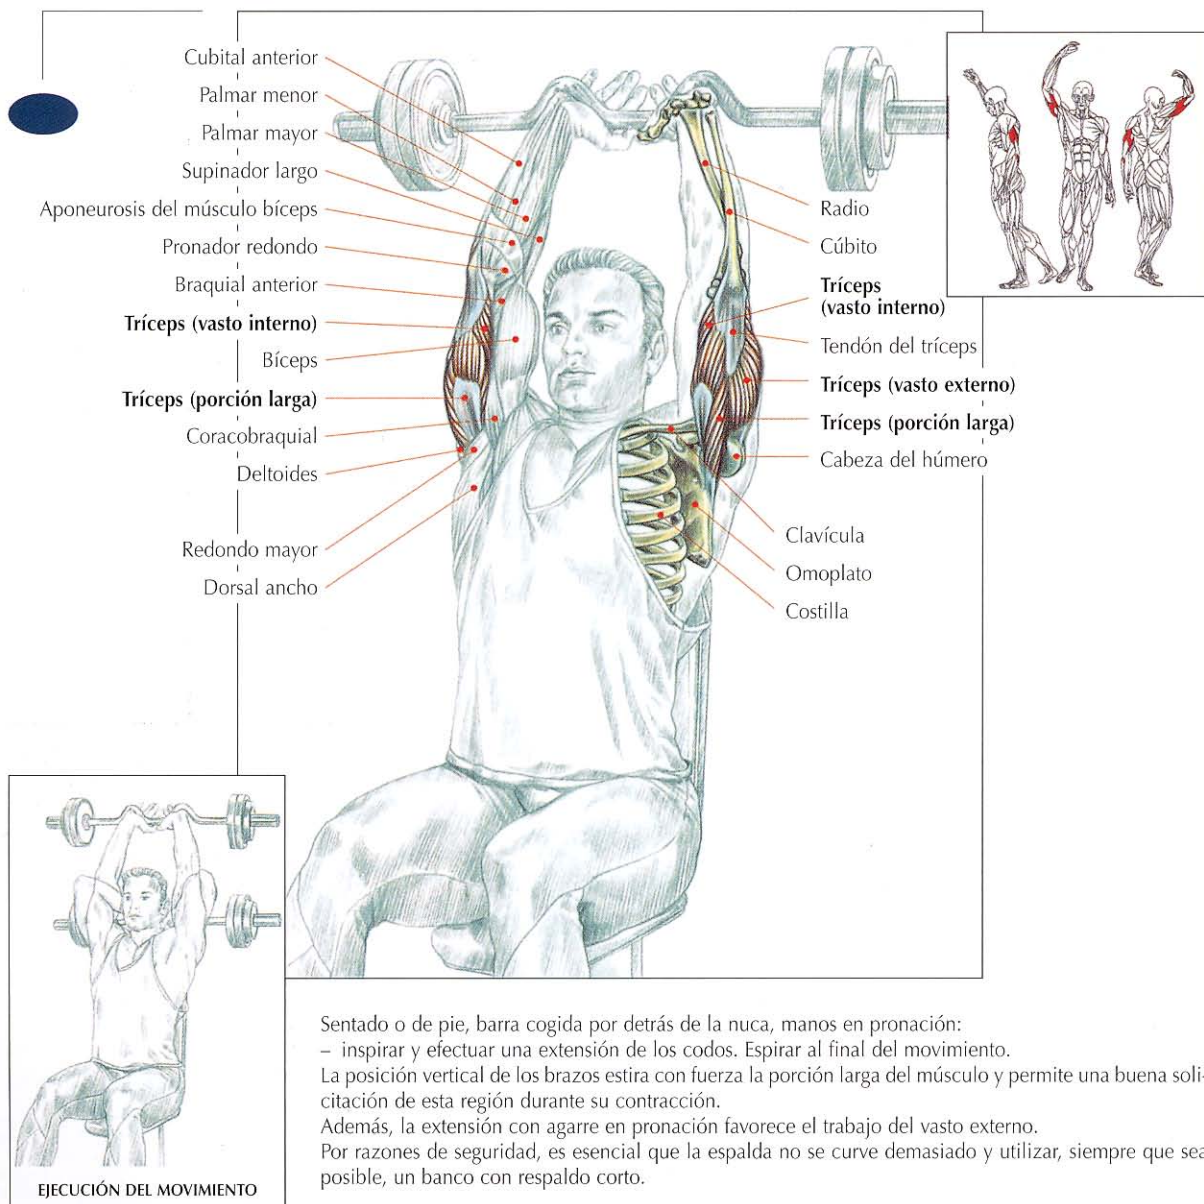 Cubital anterior
Palmar menor
Palmar mayor
Supinador largo
Aponeurosis del músculo bíceps
Pronador redondo
Braquial anterior
Tríceps (vasto interno)
Bíceps
Tríceps (porción larga)
Coracobraquial
Deltoides
Redondo mayor
Dorsal ancho
Radio
Cúbito
Tríceps
(vasto interno)
Tendón del tríceps
Tríceps (vasto externo)
Tríceps (porción larga)
Cabeza del húmero
Clavícula
Omoplato
Costilla
EJECUCIÓN DEL MOVIMIENTO
Sentado o de pie, barra cogida por detrás de la nuca, manos en pronación:
– inspirar y efectuar una extensión de los codos. Espirar al final del movimiento.
La posición vertical de los brazos estira con fuerza la porción larga del músculo y permite una buena soli-
citación de esta región durante su contracción.
Además, la extensión con agarre en pronación favorece el trabajo del vasto externo.
Por razones de seguridad, es esencial que la espalda no se curve demasiado y utilizar, siempre que sea
posible, un banco con respaldo corto.